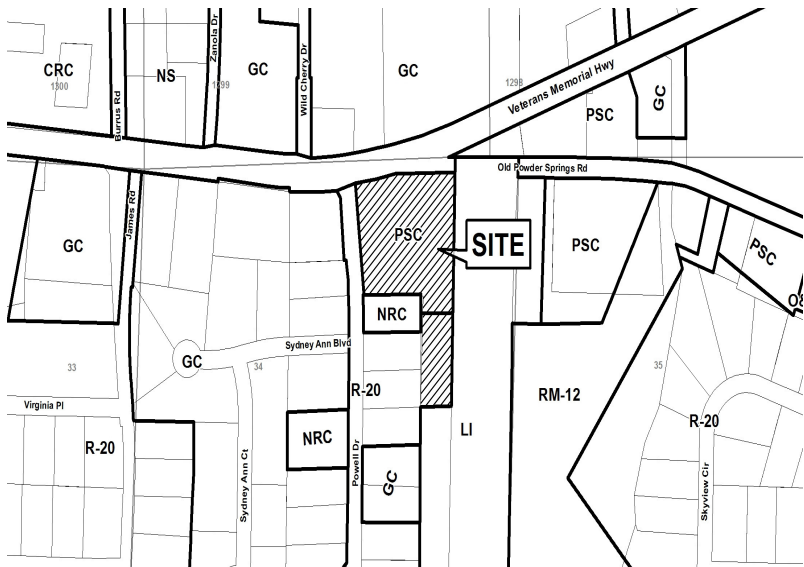 CRC
1300
Burrus Rd
NS
Zanola Dr
1299
GC
Wild Cherry Dr
GC
1298
Veterans Memorial Hwy
PSC
GC
Old Powder Springs Rd
GC
James Rd
PSC
SITE
PSC
PSC
NRC
Sydney Ann Blvd
GC
33
34
35
Virginia Pl
R-20
R-20
RM-12
R-20
NRC
LI
GC
Sydney Ann Ct
Powell Dr
Skyview Cir